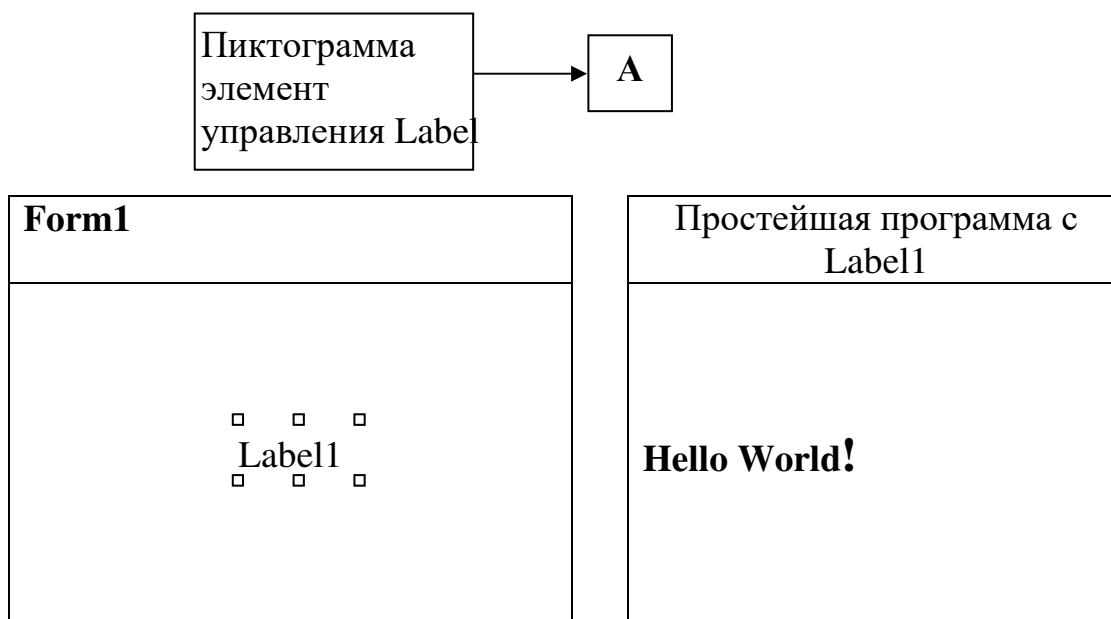 Пиктограмма
элемент
управления Label
A
Form1
Label1
Простейшая программа с
Label1
Hello World!